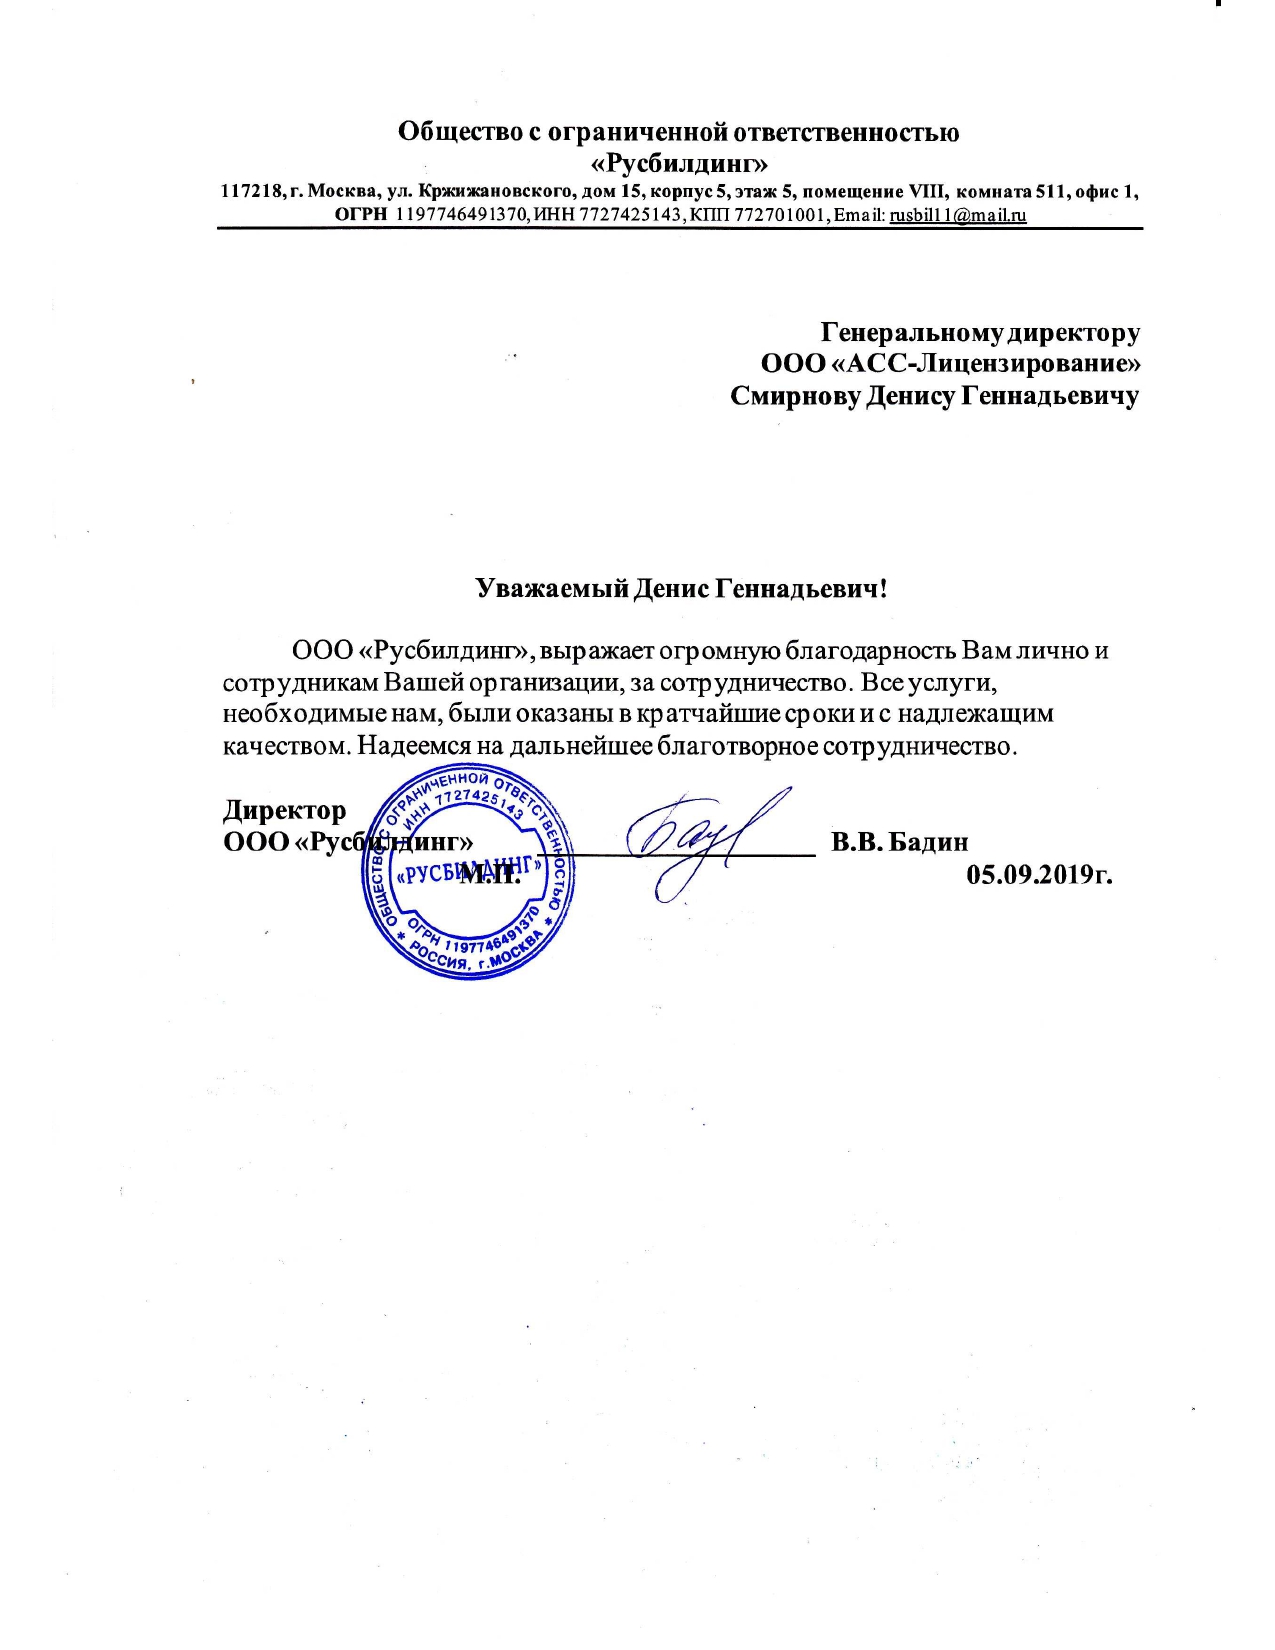 Общество с ограниченной ответственностью
«Русбилдинг»
117218, г. Москва, ул. Кржижановского, дом 15, корпус 5, этаж 5, помещение VIII, комната 511, офис 1,
ОГРН 1197746491370, ИНН 7727425143, КПП 772701001, Email: rusbil11@mail.ru
Генеральному директору
ООО «АСС-Лицензирование»
Смирнову Денису Геннадьевичу
Уважаемый Денис Геннадьевич!
ООО «Русбилдинг», выражает огромную благодарность Вам лично и
сотрудникам Вашей организации, за сотрудничество. Все услуги,
необходимые нам, были оказаны в кратчайшие сроки и с надлежащим
качеством. Надеемся на дальнейшее благотворное сотрудничество.
Директор
ООО «Русбилдинг» В.В. Бадин
М.П. 05.09.2019г.
ОБЩЕСТВО С ОГРАНИЧЕННОЙ ОТВЕТСТВЕННОСТЬЮ
ИНН 7727425143
«РУСБИЛДИНГ»
ОГРН 1197746491370
* РОССИЯ, г.МОСКВА *